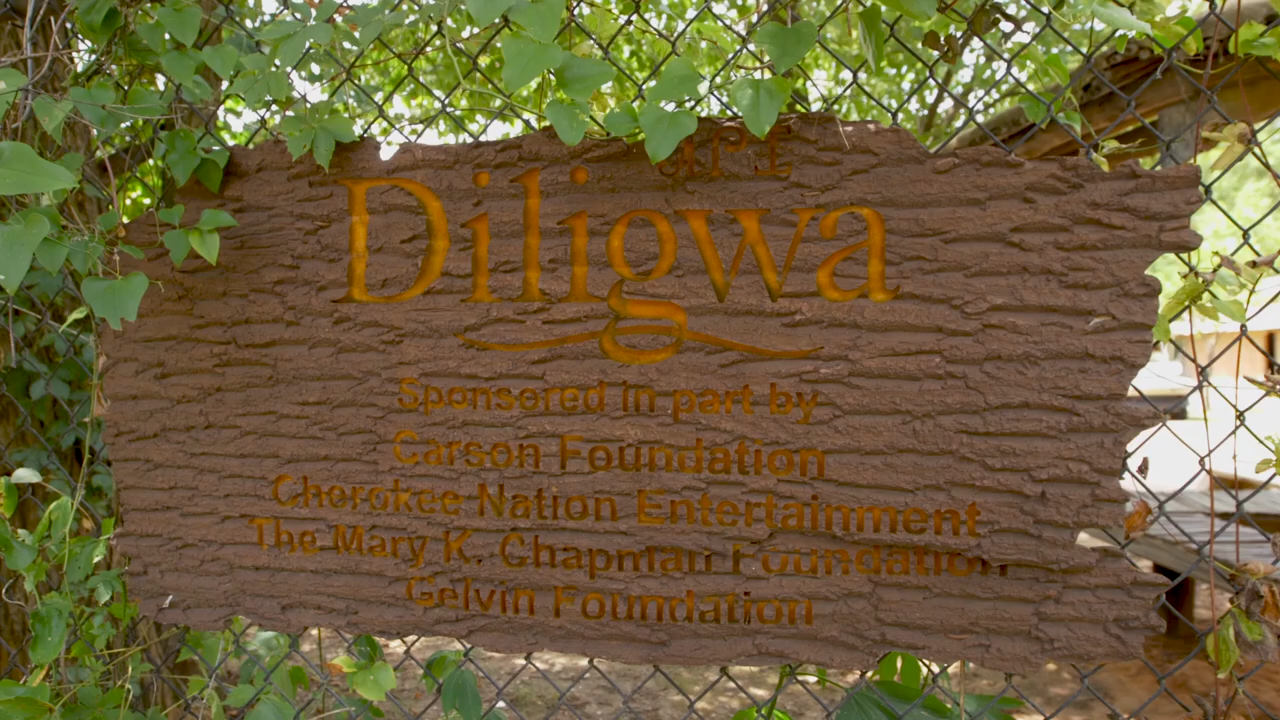 Diligwa
Sponsored in part by
Carson Foundation
Cherokee Nation Entertainment
The Mary K. Chapman Foundation
Gelvin Foundation